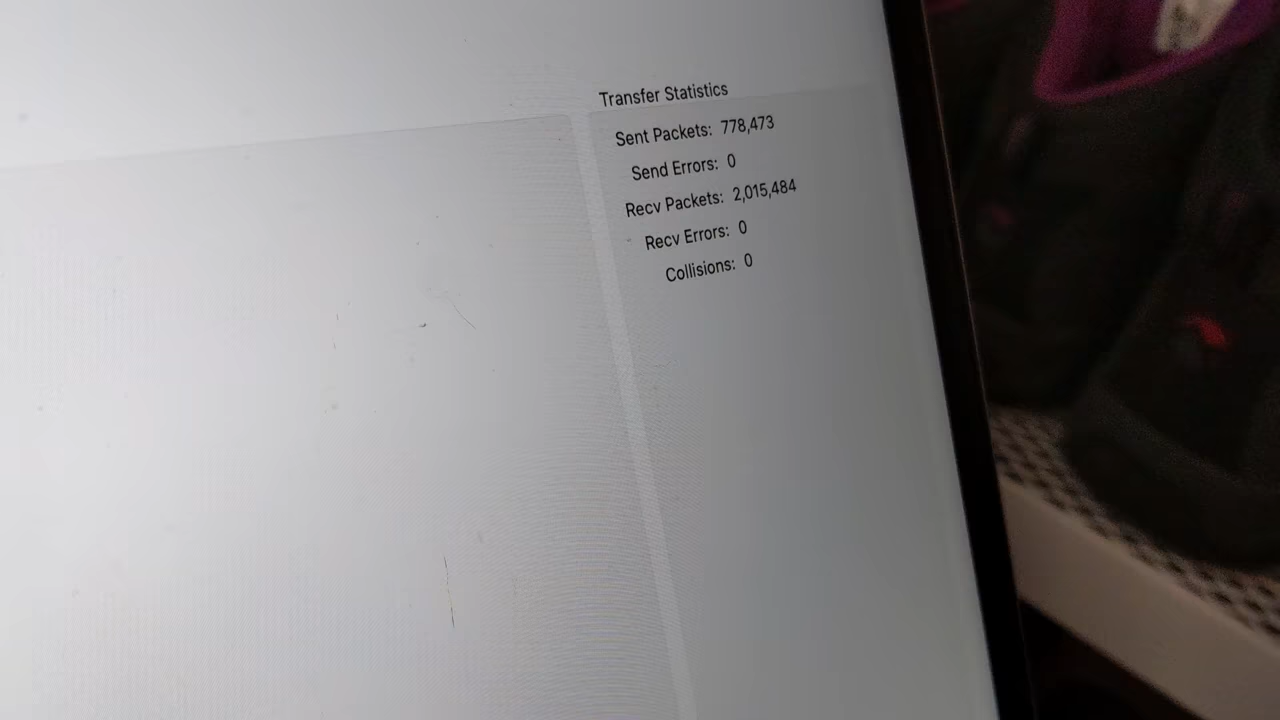 Transfer Statistics
Sent Packets: 778,473
Send Errors: 0
Recv Packets: 2,015,484
Recv Errors: 0
Collisions: 0